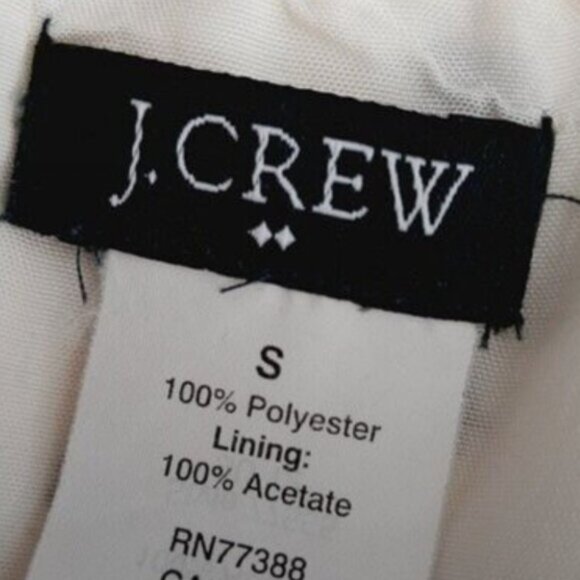 J.CREW
S
100% Polyester
Lining:
100% Acetate
RN77388